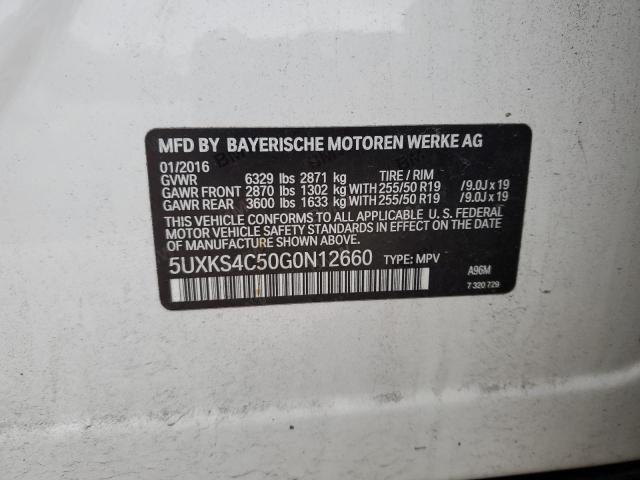 MFD BY BAYERISCHE MOTOREN WERKE AG
01/2016
GVWR 6329 lbs 2871 kg TIRE / RIM
GAWR FRONT 2870 lbs 1302 kg WITH 255/50 R19 / 9.0J x 19
GAWR REAR 3600 lbs 1633 kg WITH 255/50 R19 / 9.0J x 19
THIS VEHICLE CONFORMS TO ALL APPLICABLE U. S. FEDERAL
MOTOR VEHICLE SAFETY STANDARDS IN EFFECT ON THE
DATE OF MANUFACTURE SHOWN ABOVE.
5UXKS4C50G0N12660 TYPE: MPV A96M
7 320 729